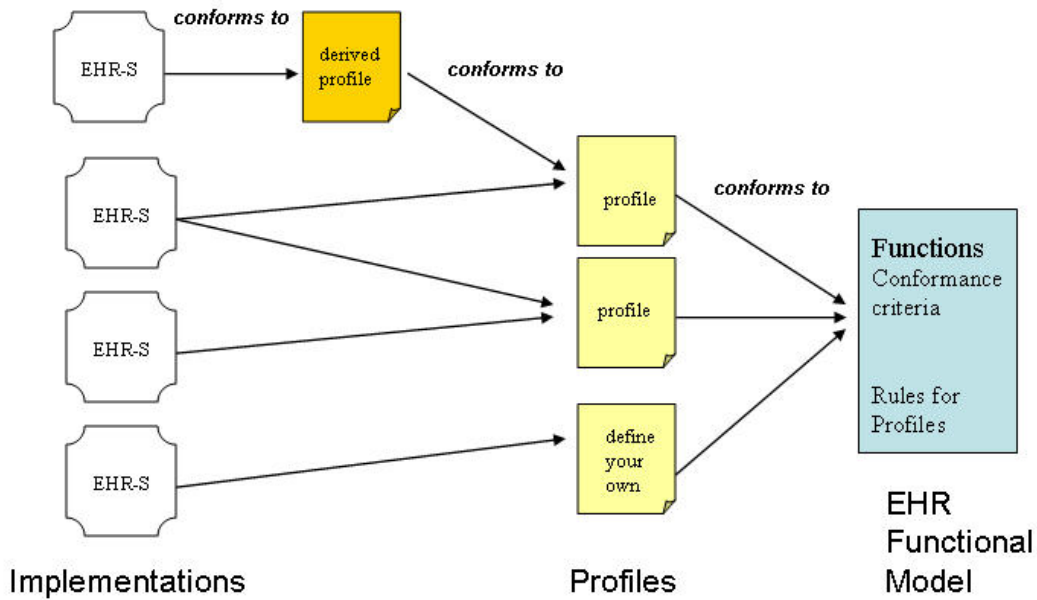 conforms to
EHR-S
derived
profile
conforms to
EHR-S
profile
conforms to
Functions
Conformance
criteria
Rules for
Profiles
EHR-S
profile
EHR-S
define
your
own
EHR
Functional
Model
Implementations
Profiles